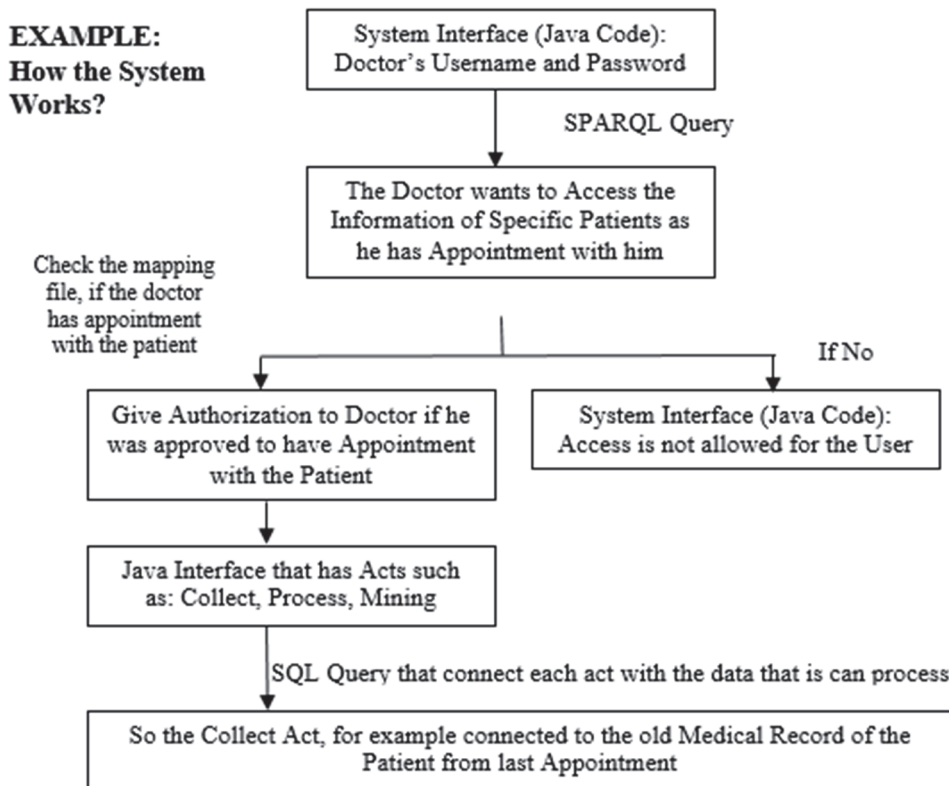 EXAMPLE:
How the System
Works?
System Interface (Java Code):
Doctor's Username and Password
SPARQL Query
The Doctor wants to Access the
Information of Specific Patients as
he has Appointment with him
Check the mapping
file, if the doctor
has appointment
with the patient
If No
Give Authorization to Doctor if he
was approved to have Appointment
with the Patient
System Interface (Java Code):
Access is not allowed for the User
Java Interface that has Acts such
as: Collect, Process, Mining
SQL Query that connect each act with the data that is can process
So the Collect Act, for example connected to the old Medical Record of the
Patient from last Appointment